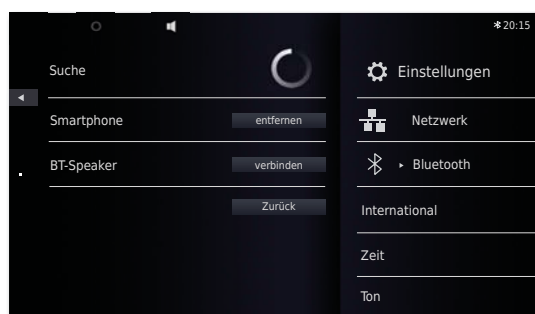 20:15
Suche
Einstellungen
Smartphone entfernen
Netzwerk
BT-Speaker verbinden
Bluetooth
Zurück
International
Zeit
Ton